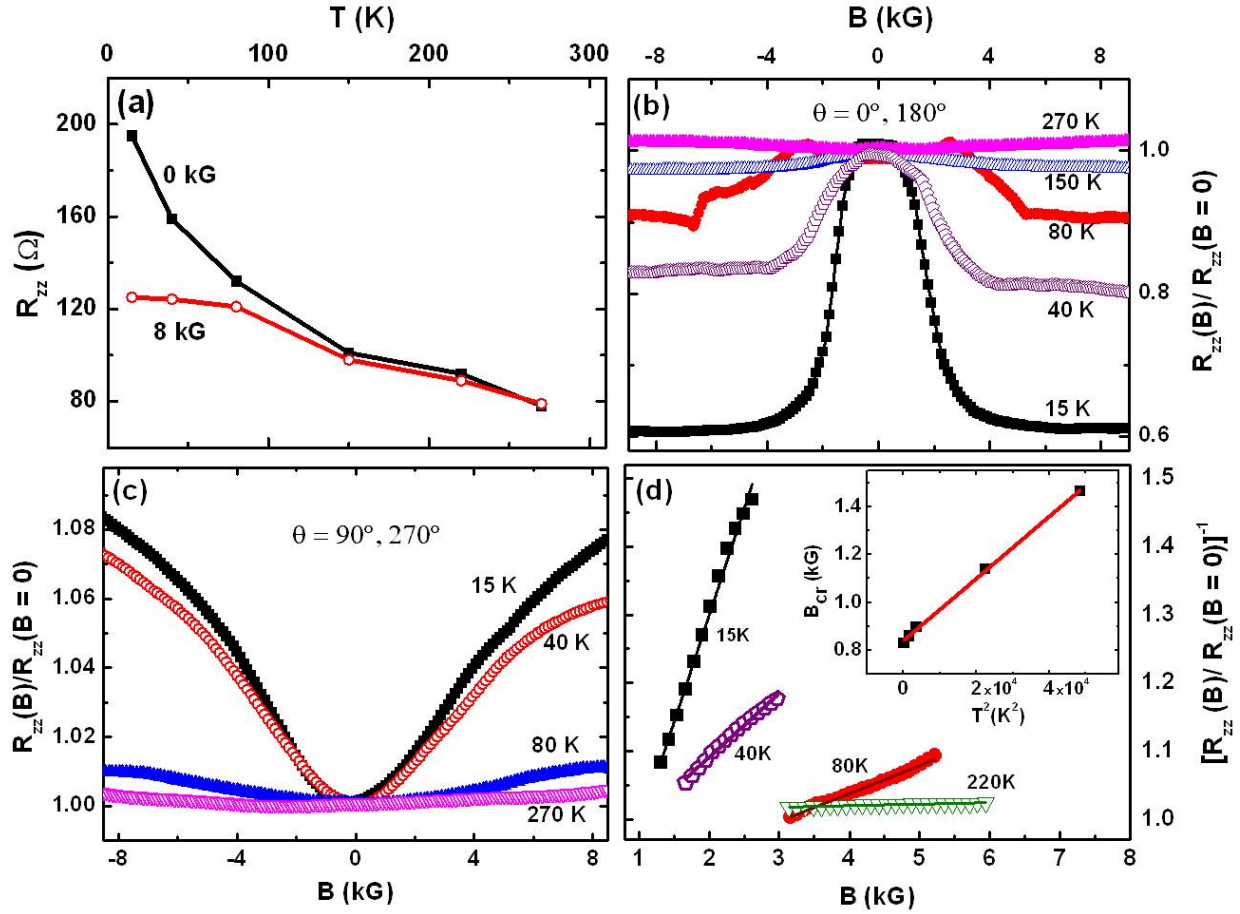 T (K)
0 100 200 300
(a)
200
160
120
80
R_zz (Ω)
0 kG
8 kG
B (kG)
-8 -4 0 4 8
(b)
θ = 0°, 180°
270 K
150 K
80 K
40 K
15 K
1.0
0.8
0.6
R_zz(B)/ R_zz(B = 0)
(c)
θ = 90°, 270°
1.08
1.06
1.04
1.02
1.00
R_zz(B)/R_zz(B = 0)
15 K
40 K
80 K
270 K
-8 -4 0 4 8
B (kG)
(d)
15K
40K
80K
220K
1.5
1.4
1.3
1.2
1.1
1.0
[R_zz (B)/ R_zz(B = 0)]^-1
1 2 3 4 5 6 7 8
B (kG)
1.4
1.2
1.0
0.8
B_cr (kG)
0 2×10^4 4×10^4
T^2(K^2)